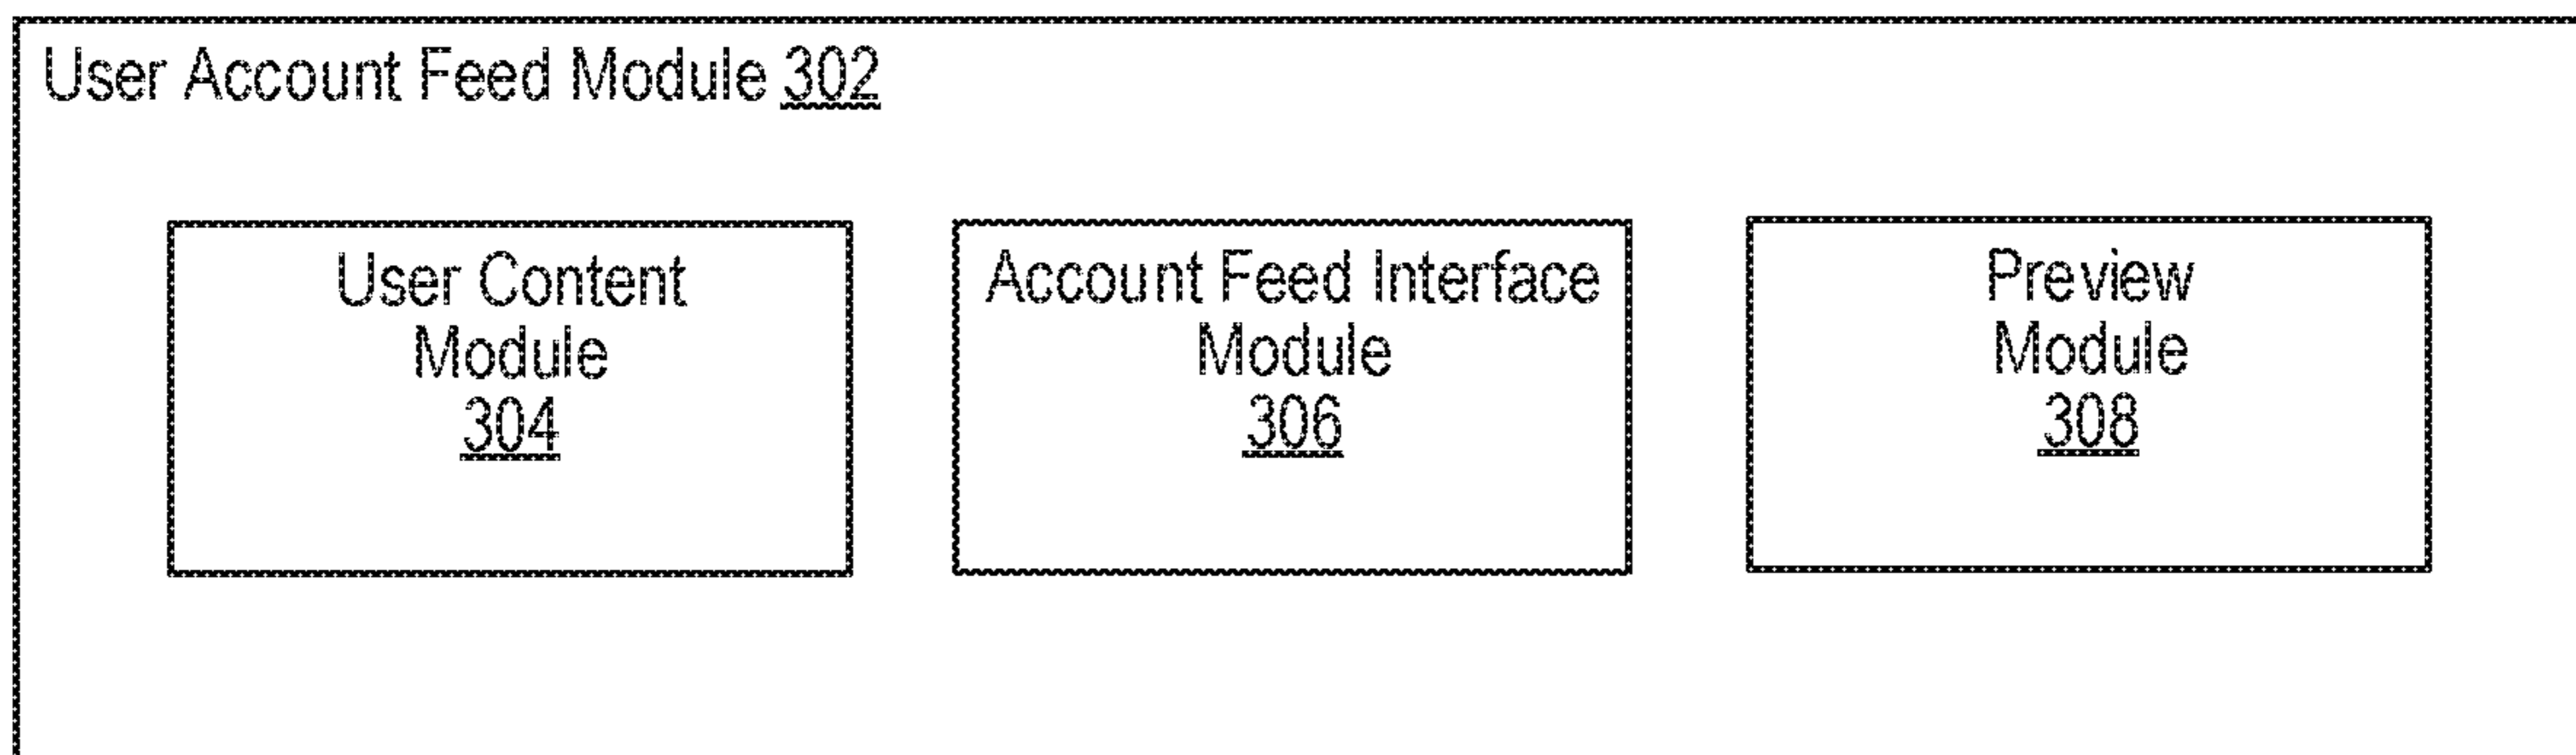 User Account Feed Module 302
User Content
Module
304
Account Feed Interface
Module
306
Preview
Module
308